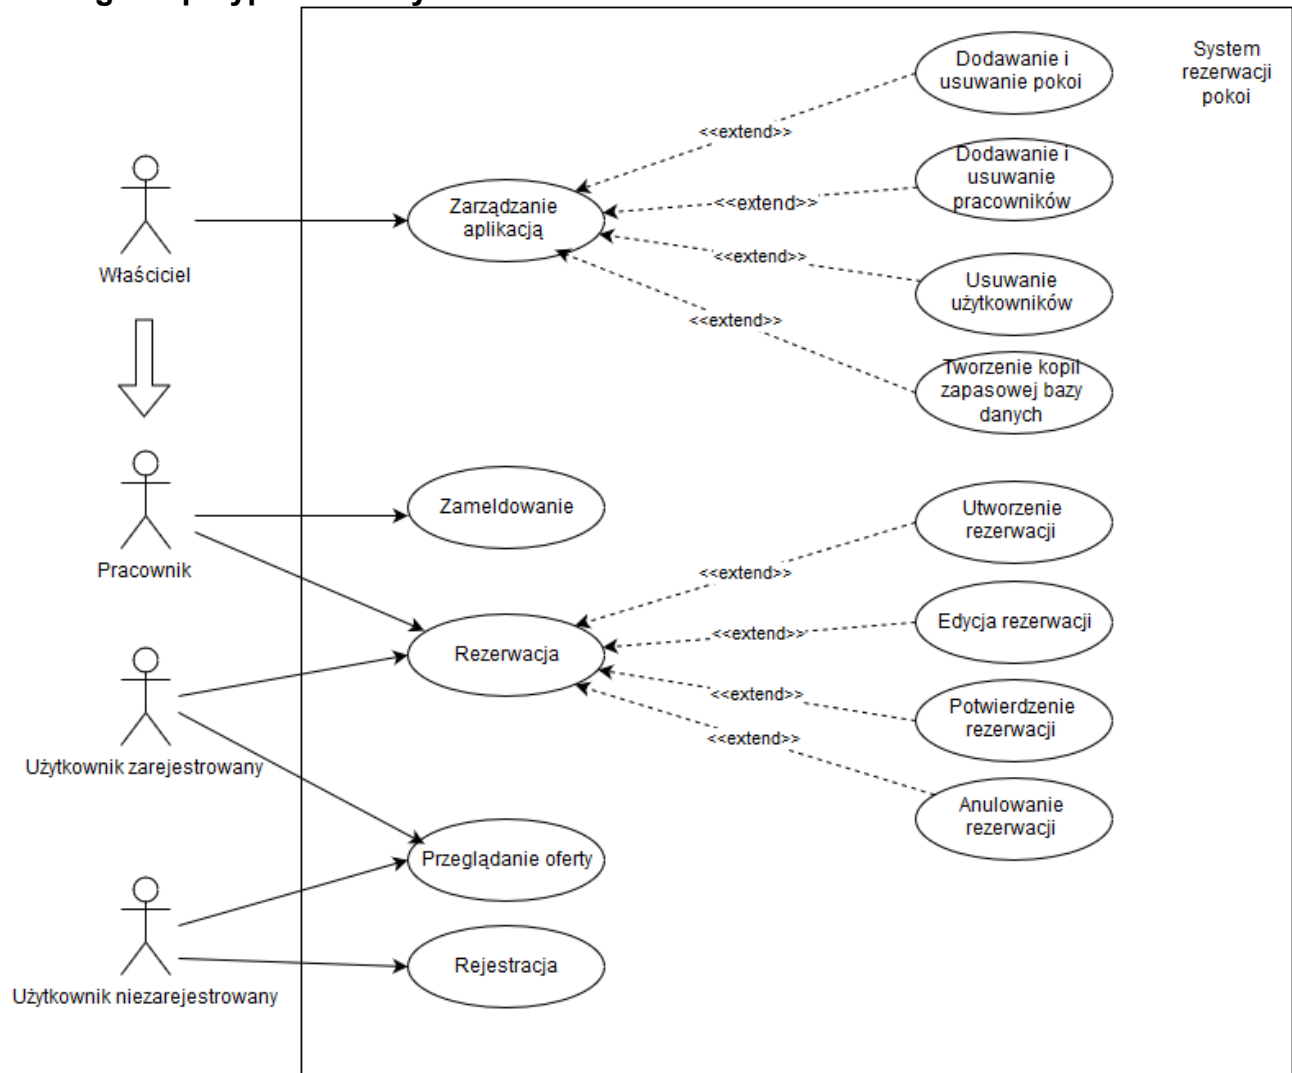 System
rezerwacji
pokoi
Dodawanie i
usuwanie pokoi
<<extend>>
Dodawanie i
usuwanie
pracowników
<<extend>>
Zarządzanie
aplikacją
<<extend>>
Właściciel
Usuwanie
użytkowników
<<extend>>
Tworzenie kopii
zapasowej bazy
danych
Zameldowanie
Utworzenie
rezerwacji
Pracownik
<<extend>>
Edycja rezerwacji
<<extend>>
Rezerwacja
<<extend>>
Potwierdzenie
rezerwacji
<<extend>>
Użytkownik zarejestrowany
Anulowanie
rezerwacji
Przeglądanie oferty
Rejestracja
Użytkownik niezarejestrowany